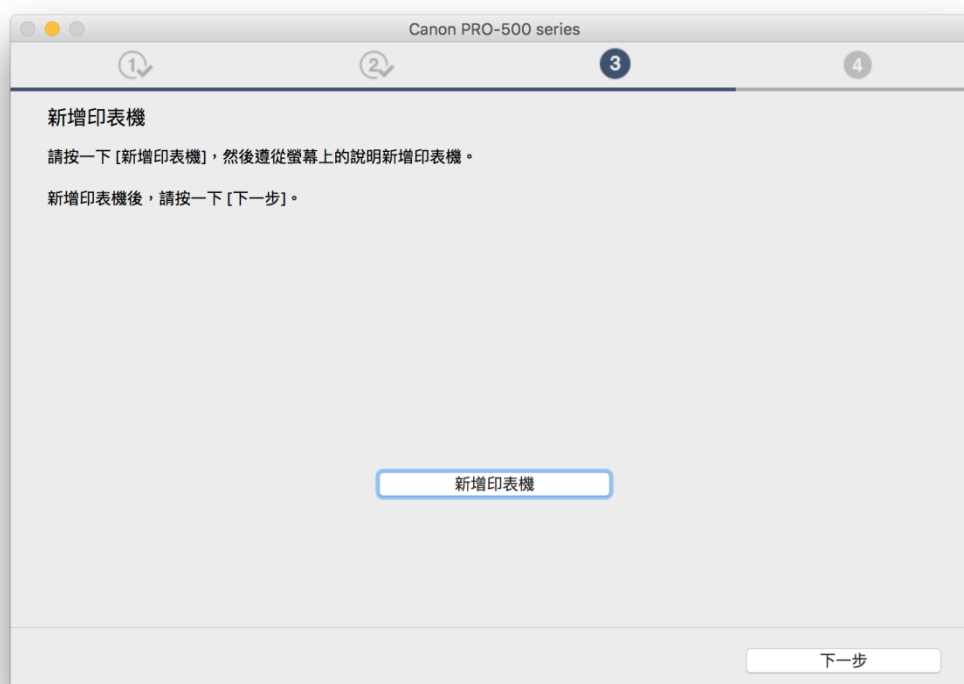 Canon PRO-500 series
1 2 3 4
新增印表機
請按一下 [新增印表機]，然後遵從螢幕上的說明新增印表機。
新增印表機後，請按一下 [下一步]。
新增印表機
下一步